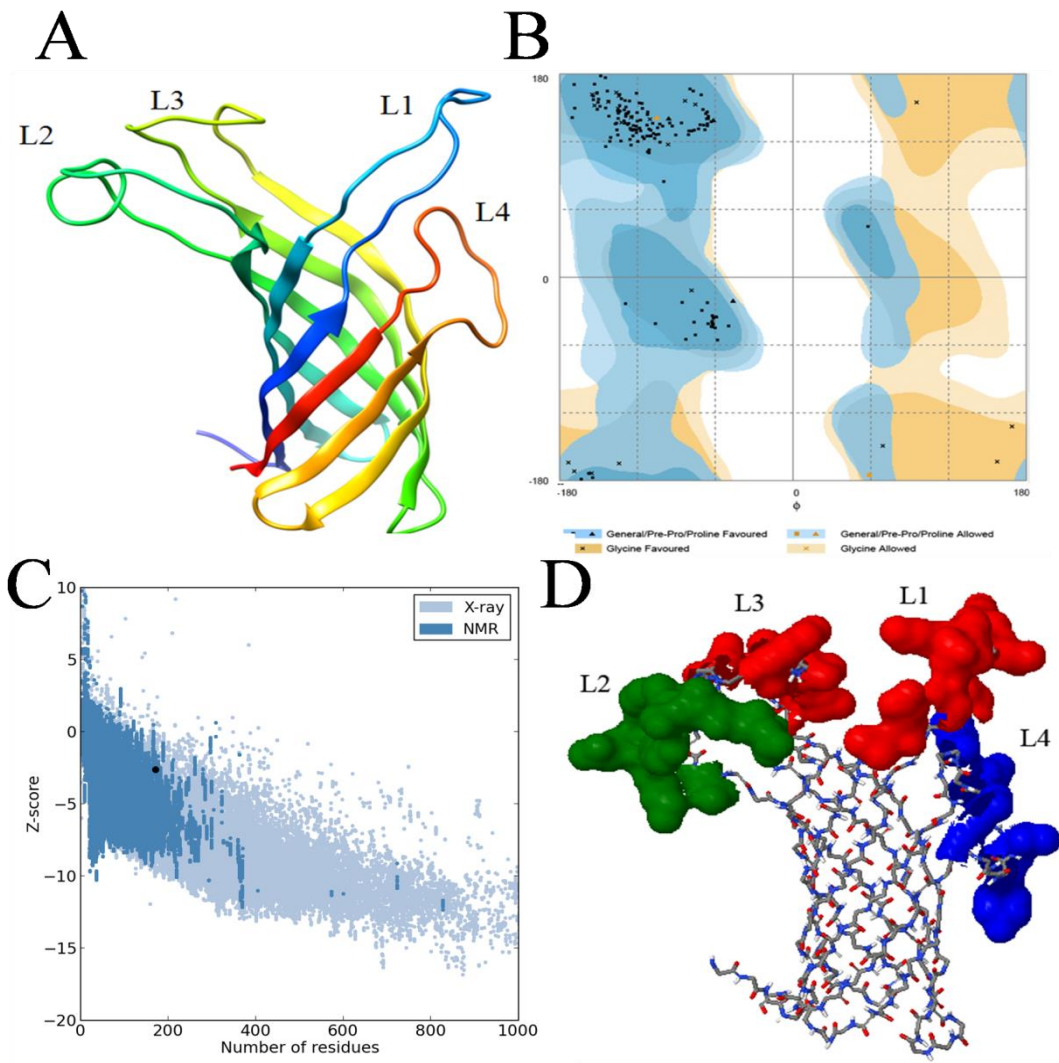 A
L3
L1
L2
L4
B
180
0
-180
-180
0
180
ϕ
General/Pre-Pro/Proline Favoured
General/Pre-Pro/Proline Allowed
Glycine Favoured
Glycine Allowed
C
10
5
0
−5
−10
−15
−20
0
200
400
600
800
1000
Z-score
Number of residues
X-ray
NMR
D
L3
L1
L2
L4